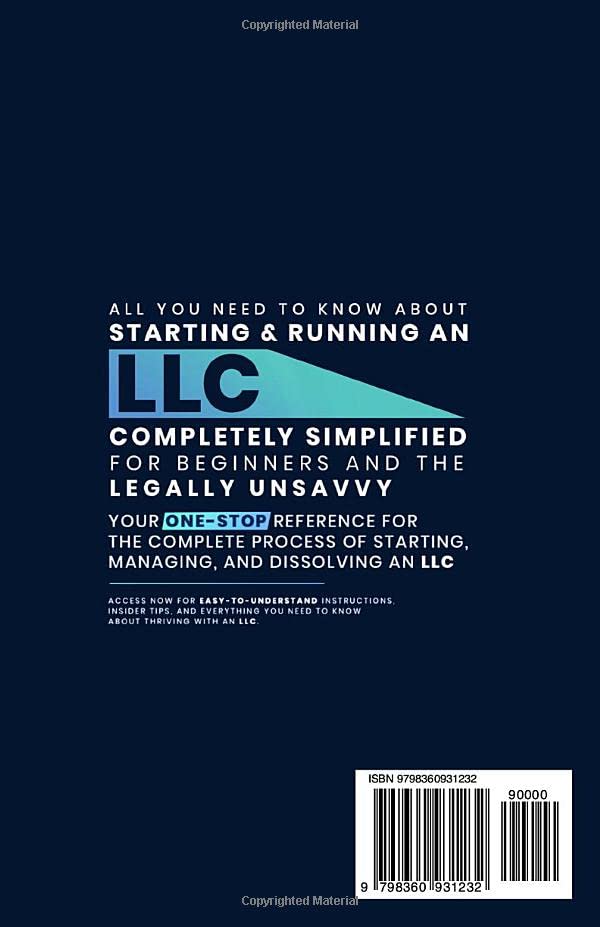 Copyrighted Material
ALL YOU NEED TO KNOW ABOUT
STARTING & RUNNING AN
LLC
COMPLETELY SIMPLIFIED
FOR BEGINNERS AND THE
LEGALLY UNSAVVY
YOUR ONE-STOP REFERENCE FOR
THE COMPLETE PROCESS OF STARTING,
MANAGING, AND DISSOLVING AN LLC
ACCESS NOW FOR EASY-TO-UNDERSTAND INSTRUCTIONS,
INSIDER TIPS, AND EVERYTHING YOU NEED TO KNOW
ABOUT THRIVING WITH AN LLC.
ISBN 9798360931232
90000
9 798360 931232
Copyrighted Material